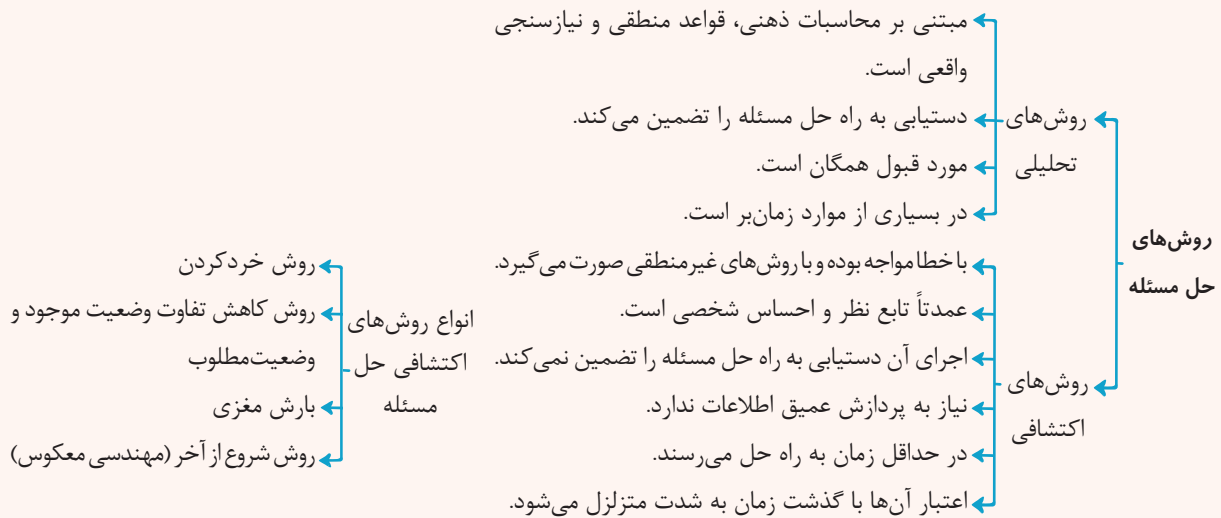 روش‌های
حل مسئله
روش‌های
تحلیلی
مبتنی بر محاسبات ذهنی، قواعد منطقی و نیازسنجی
واقعی است.
دستیابی به راه حل مسئله را تضمین می‌کند.
مورد قبول همگان است.
در بسیاری از موارد زمان‌بر است.
روش‌های
اکتشافی
با خطا مواجه بوده و با روش‌های غیرمنطقی صورت می‌گیرد.
عمدتاً تابع نظر و احساس شخصی است.
اجرای آن دستیابی به راه حل مسئله را تضمین نمی‌کند.
نیاز به پردازش عمیق اطلاعات ندارد.
در حداقل زمان به راه حل می‌رسند.
اعتبار آن‌ها با گذشت زمان به شدت متزلزل می‌شود.
انواع روش‌های
اکتشافی حل
مسئله
روش خردکردن
روش کاهش تفاوت وضعیت موجود و
وضعیت‌مطلوب
بارش مغزی
روش شروع از آخر (مهندسی معکوس)